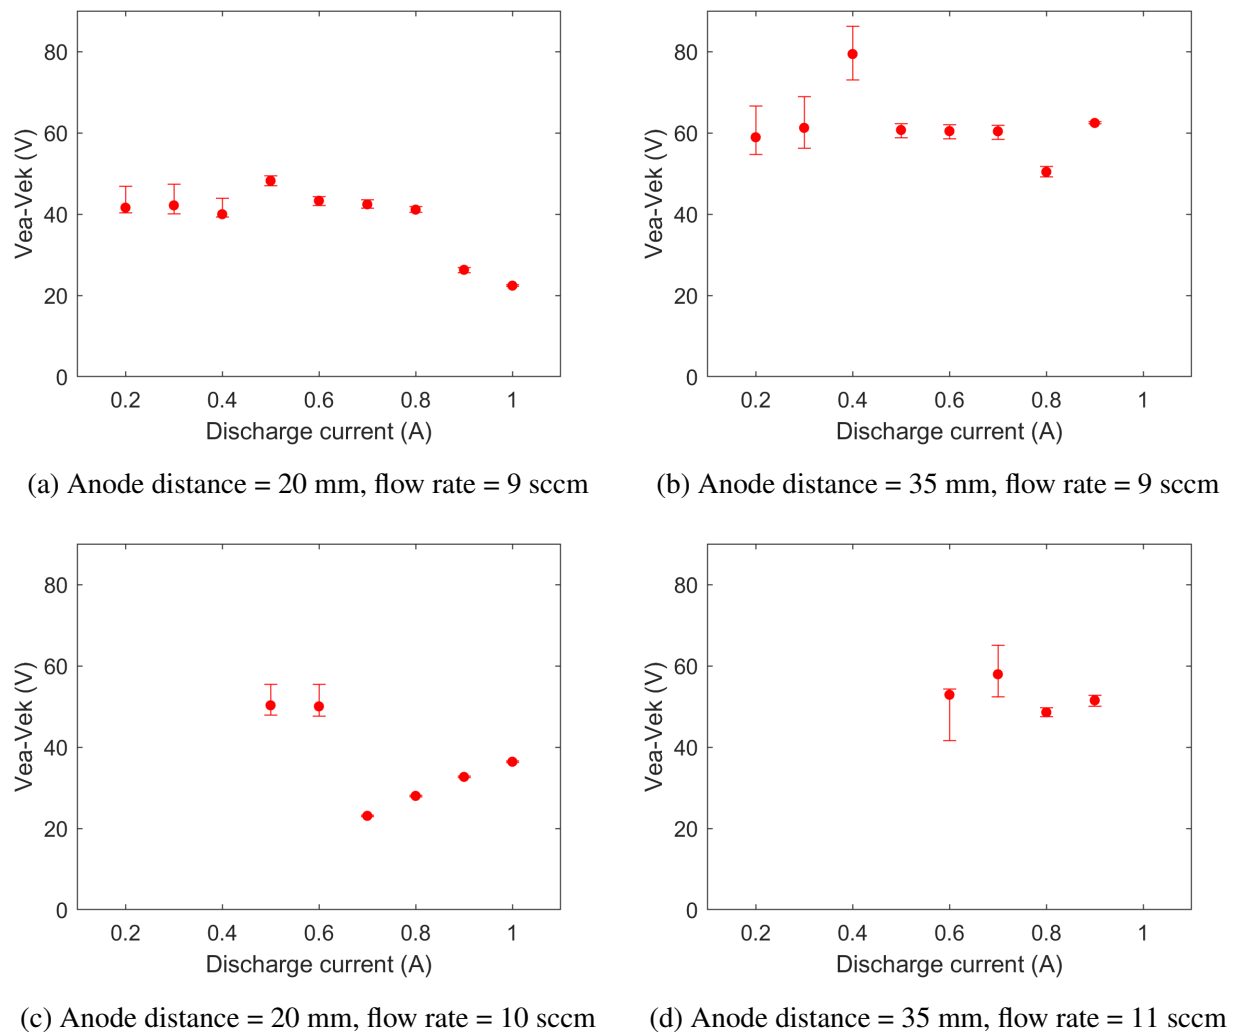 80
60
40
20
0
Vea-Vek (V)
0.2 0.4 0.6 0.8 1
Discharge current (A)
(a) Anode distance = 20 mm, flow rate = 9 sccm
80
60
40
20
0
Vea-Vek (V)
0.2 0.4 0.6 0.8 1
Discharge current (A)
(b) Anode distance = 35 mm, flow rate = 9 sccm
80
60
40
20
0
Vea-Vek (V)
0.2 0.4 0.6 0.8 1
Discharge current (A)
(c) Anode distance = 20 mm, flow rate = 10 sccm
80
60
40
20
0
Vea-Vek (V)
0.2 0.4 0.6 0.8 1
Discharge current (A)
(d) Anode distance = 35 mm, flow rate = 11 sccm